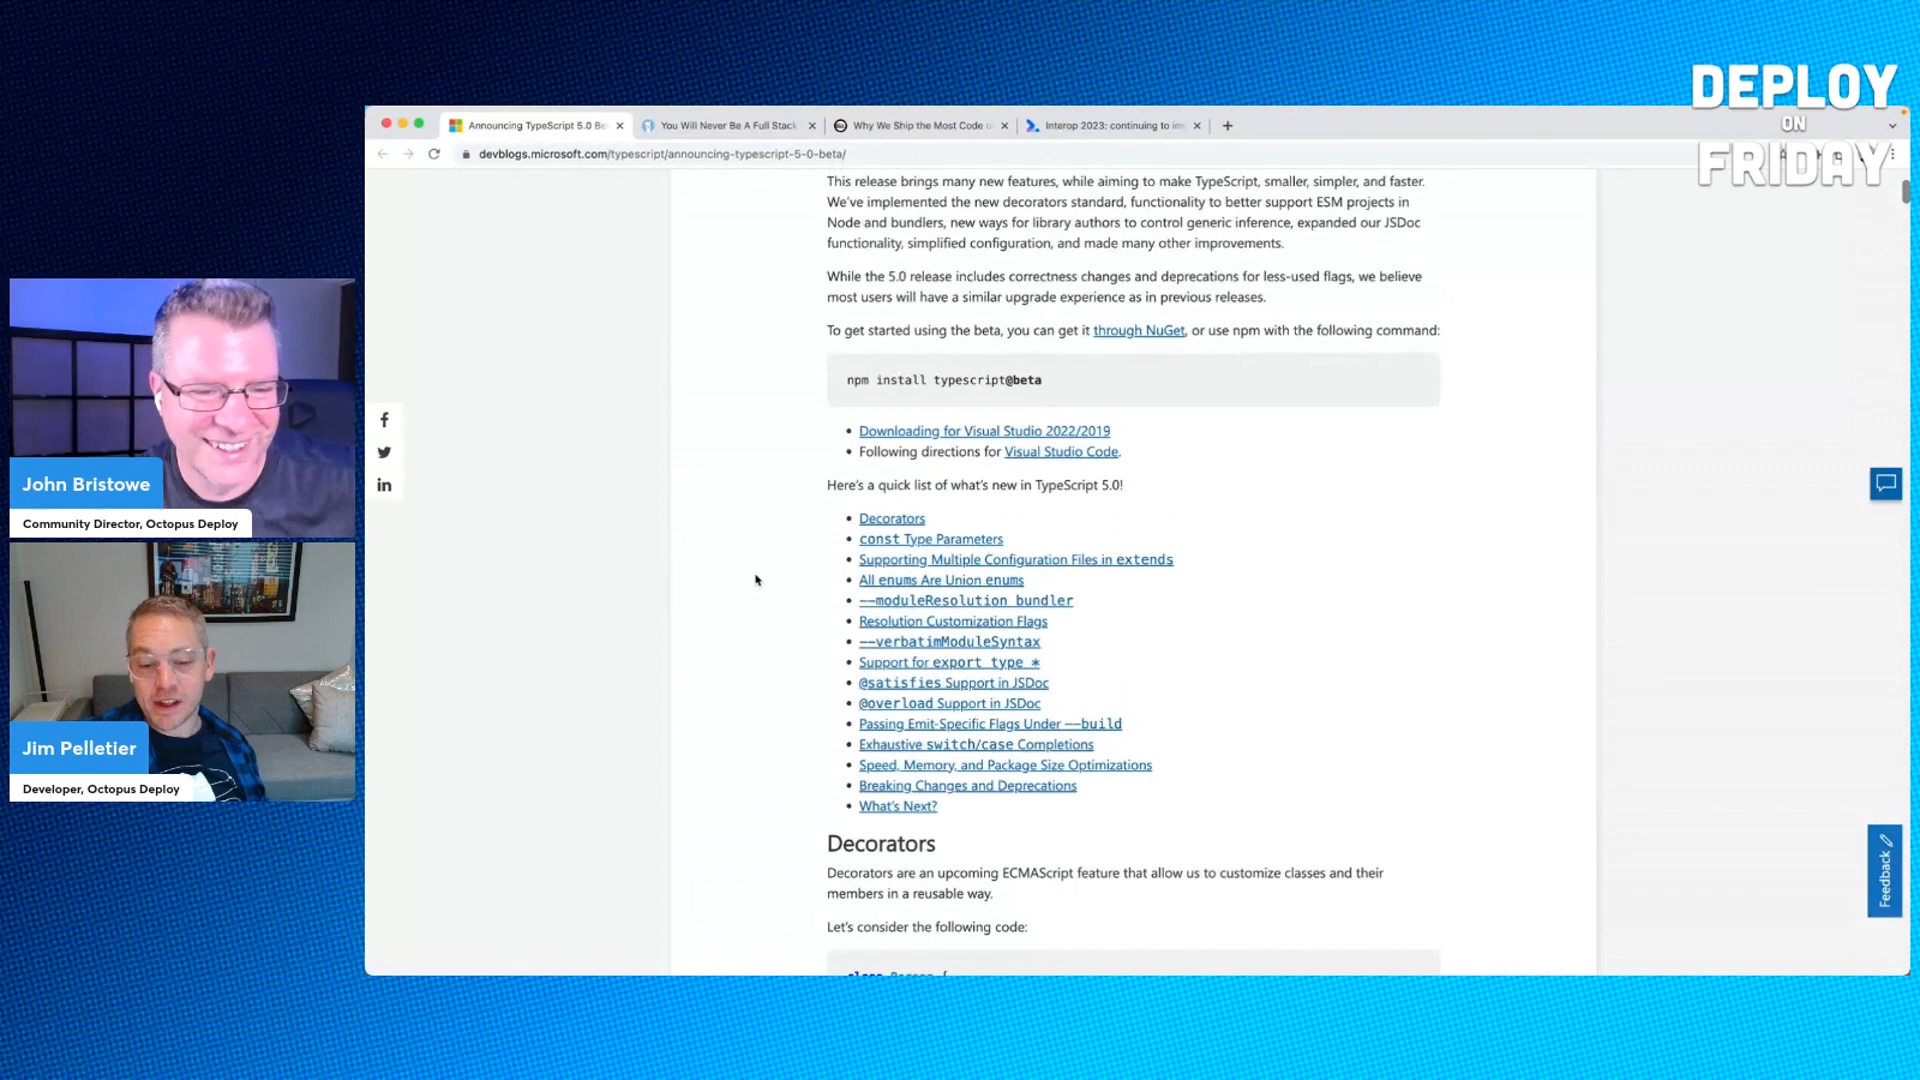 DEPLOY
ON
FRIDAY
Announcing TypeScript 5.0 Be
You Will Never Be A Full Stack
Why We Ship the Most Code o
Interop 2023: continuing to im
devblogs.microsoft.com/typescript/announcing-typescript-5-0-beta/
This release brings many new features, while aiming to make TypeScript, smaller, simpler, and faster.
We've implemented the new decorators standard, functionality to better support ESM projects in
Node and bundlers, new ways for library authors to control generic inference, expanded our JSDoc
functionality, simplified configuration, and made many other improvements.
While the 5.0 release includes correctness changes and deprecations for less-used flags, we believe
most users will have a similar upgrade experience as in previous releases.
To get started using the beta, you can get it through NuGet, or use npm with the following command:
npm install typescript@beta
• Downloading for Visual Studio 2022/2019
• Following directions for Visual Studio Code.
Here's a quick list of what's new in TypeScript 5.0!
• Decorators
• const Type Parameters
• Supporting Multiple Configuration Files in extends
• All enums Are Union enums
• --moduleResolution bundler
• Resolution Customization Flags
• --verbatimModuleSyntax
• Support for export type *
• @satisfies Support in JSDoc
• @overload Support in JSDoc
• Passing Emit-Specific Flags Under --build
• Exhaustive switch/case Completions
• Speed, Memory, and Package Size Optimizations
• Breaking Changes and Deprecations
• What's Next?
Decorators
Decorators are an upcoming ECMAScript feature that allow us to customize classes and their
members in a reusable way.
Let's consider the following code:
class Person {
Feedback
John Bristowe
Community Director, Octopus Deploy
Jim Pelletier
Developer, Octopus Deploy